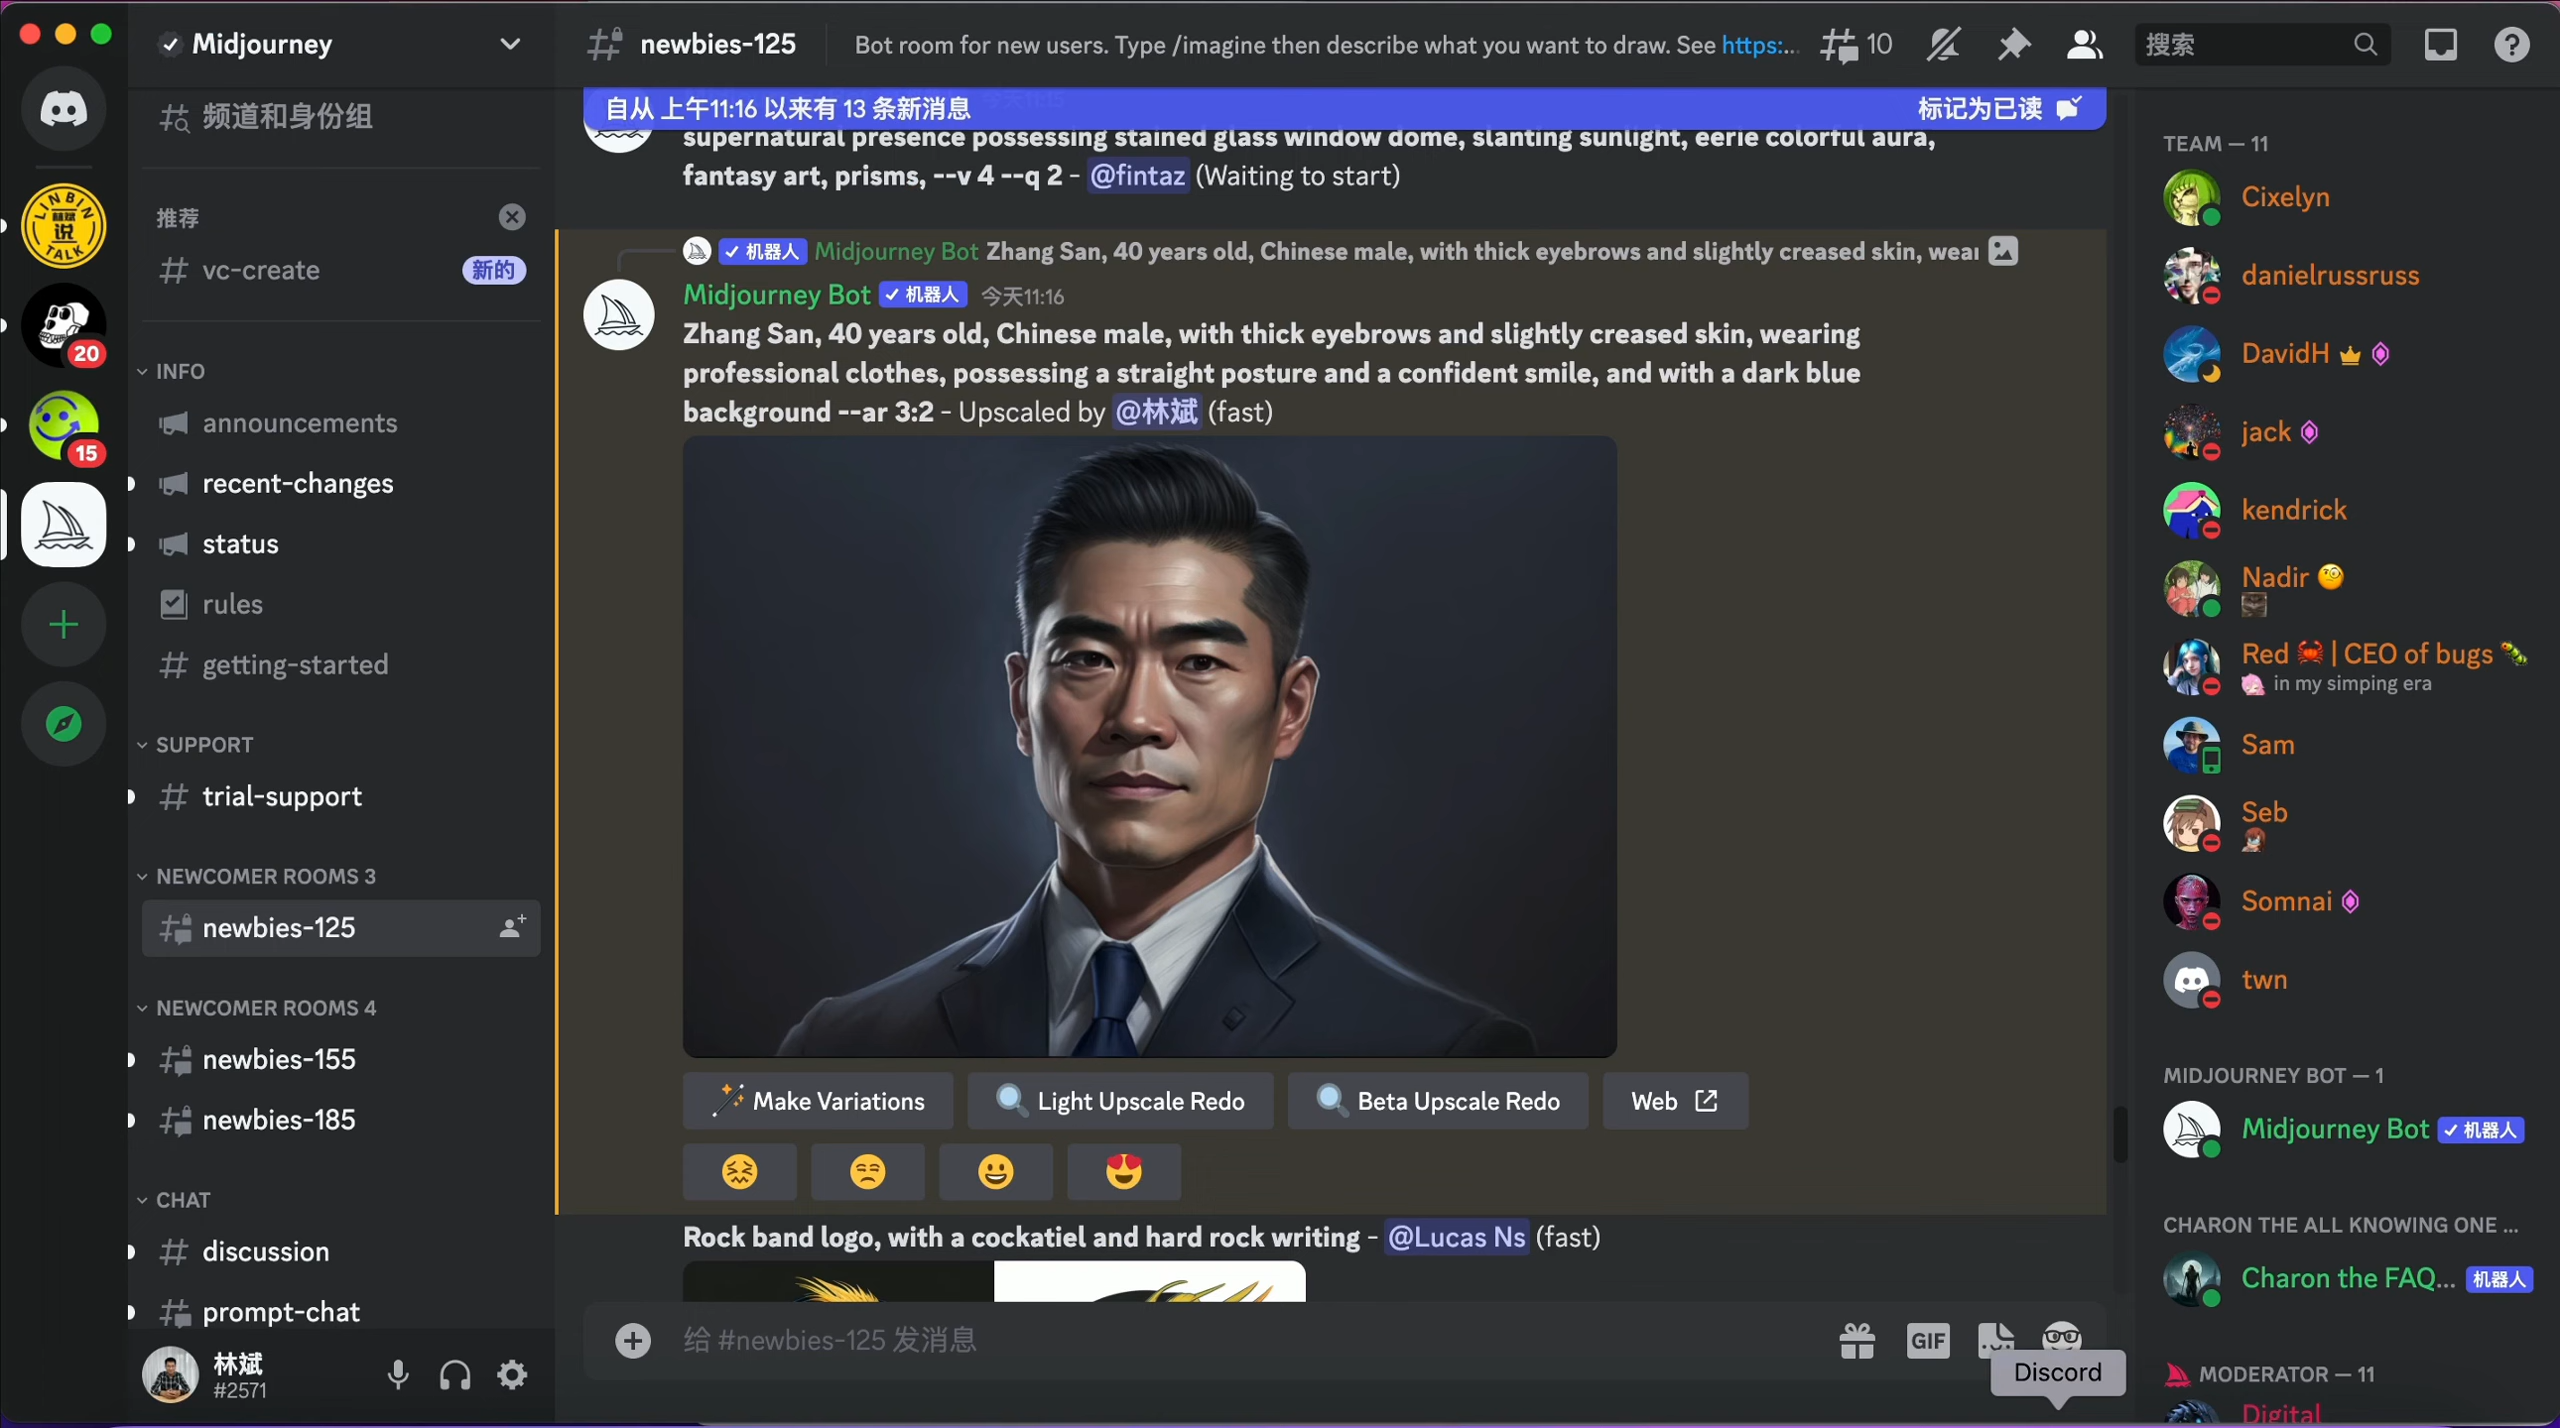 Midjourney
频道和身份组
推荐
vc-create
新的
INFO
announcements
recent-changes
status
rules
getting-started
SUPPORT
trial-support
NEWCOMER ROOMS 3
newbies-125
NEWCOMER ROOMS 4
newbies-155
newbies-185
CHAT
discussion
prompt-chat
林斌
#2571
LINBIN
林斌
说
TALK
20
15
newbies-125
Bot room for new users. Type /imagine then describe what you want to draw. See https:...
10
搜索
自从 上午11:16 以来有 13 条新消息
标记为已读
supernatural presence possessing stained glass window dome, slanting sunlight, eerie colorful aura,
fantasy art, prisms, --v 4 --q 2 - @fintaz (Waiting to start)
机器人 Midjourney Bot Zhang San, 40 years old, Chinese male, with thick eyebrows and slightly creased skin, wear
Midjourney Bot 机器人 今天11:16
Zhang San, 40 years old, Chinese male, with thick eyebrows and slightly creased skin, wearing
professional clothes, possessing a straight posture and a confident smile, and with a dark blue
background --ar 3:2 - Upscaled by @林斌 (fast)
Make Variations
Light Upscale Redo
Beta Upscale Redo
Web
Rock band logo, with a cockatiel and hard rock writing - @Lucas Ns (fast)
给 #newbies-125 发消息
GIF
Discord
TEAM — 11
Cixelyn
danielrussruss
DavidH
jack
kendrick
Nadir
Red | CEO of bugs
in my simping era
Sam
Seb
Somnai
twn
MIDJOURNEY BOT — 1
Midjourney Bot 机器人
CHARON THE ALL KNOWING ONE ...
Charon the FAQ... 机器人
MODERATOR — 11
Digital